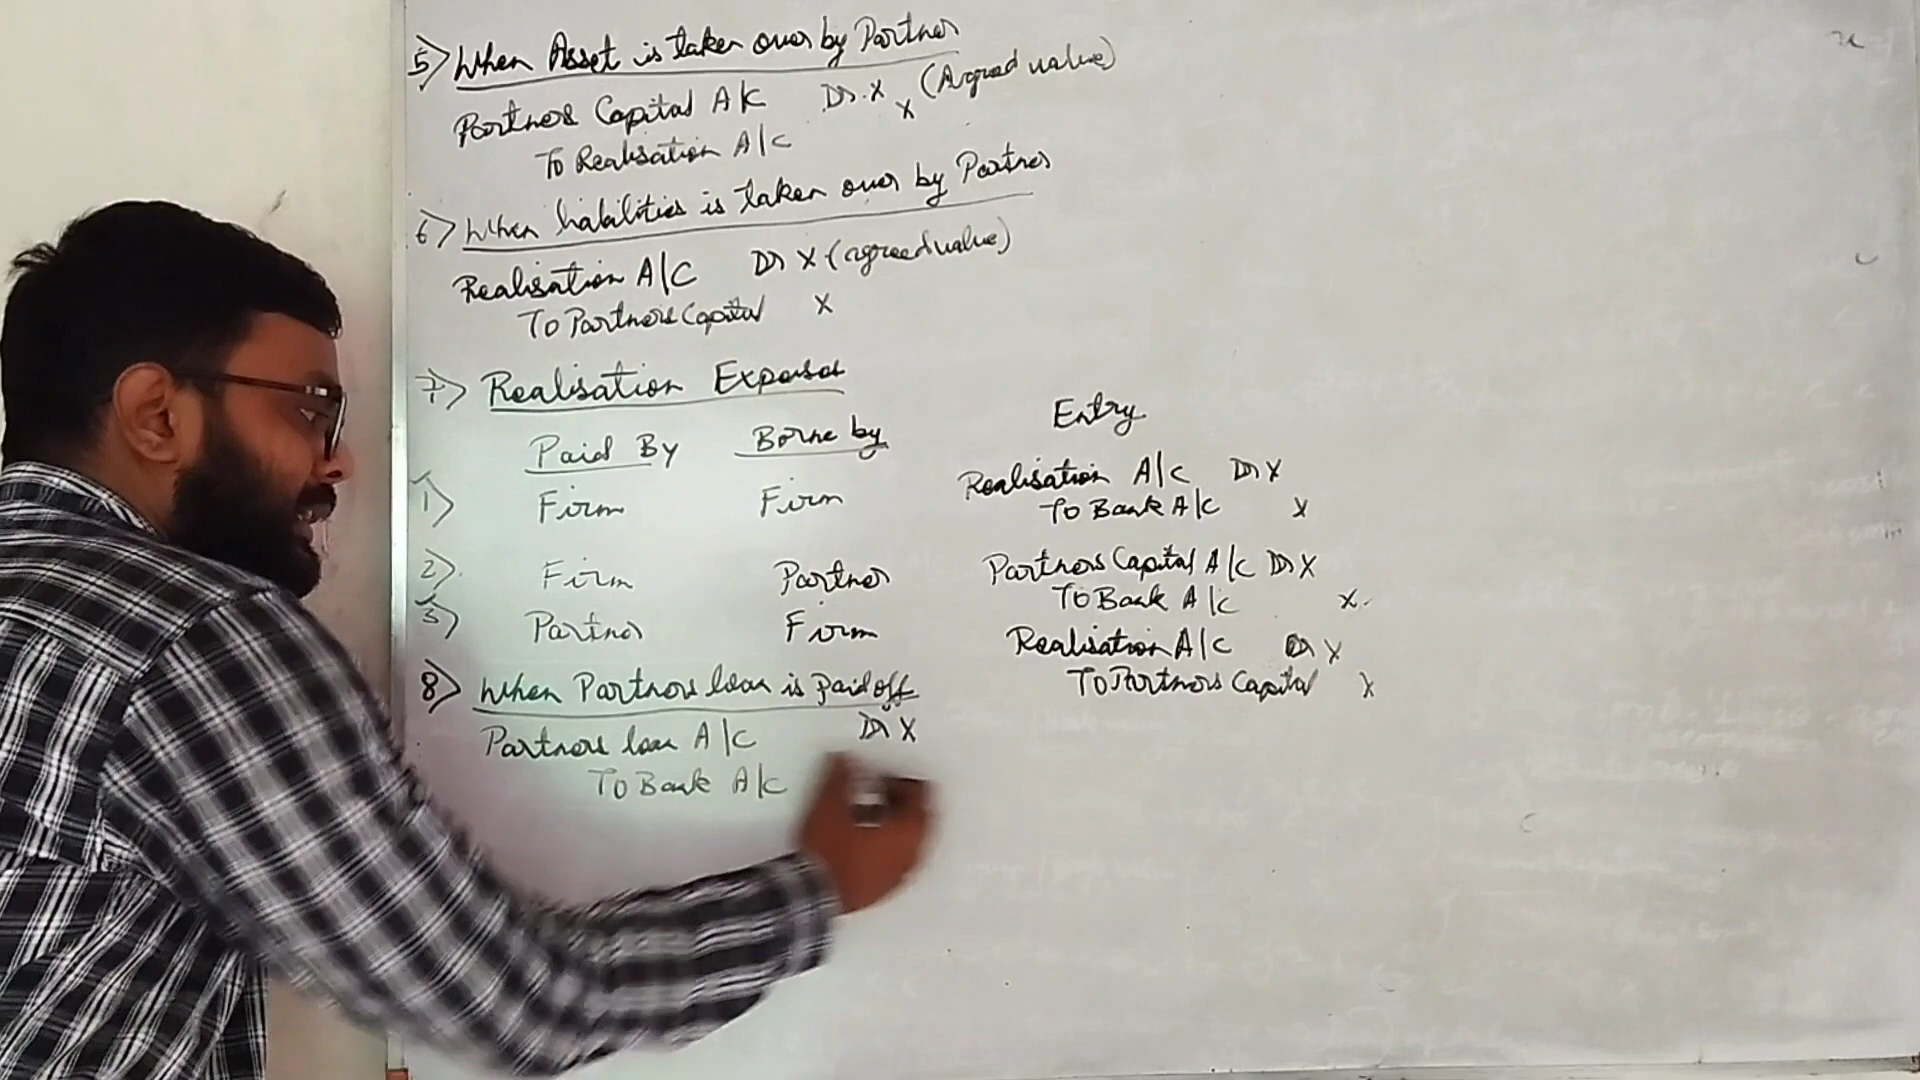 5) When Asset is taken over by Partner
Partners Capital A/C Dr. X (Agreed value)
To Realisation A/C X
6) When liabilities is taken over by Partner
Realisation A/C Dr X (agreed value)
To Partners Capital X
7) Realisation Expenses
Paid By Borne by Entry
1) Firm Firm Realisation A/C Dr X
To Bank A/C X
2) Firm Partner Partners Capital A/C Dr X
To Bank A/C X
3) Partner Firm Realisation A/C Dr X
To Partners Capital X
8) When Partners loan is paid off
Partners loan A/C Dr X
To Bank A/C